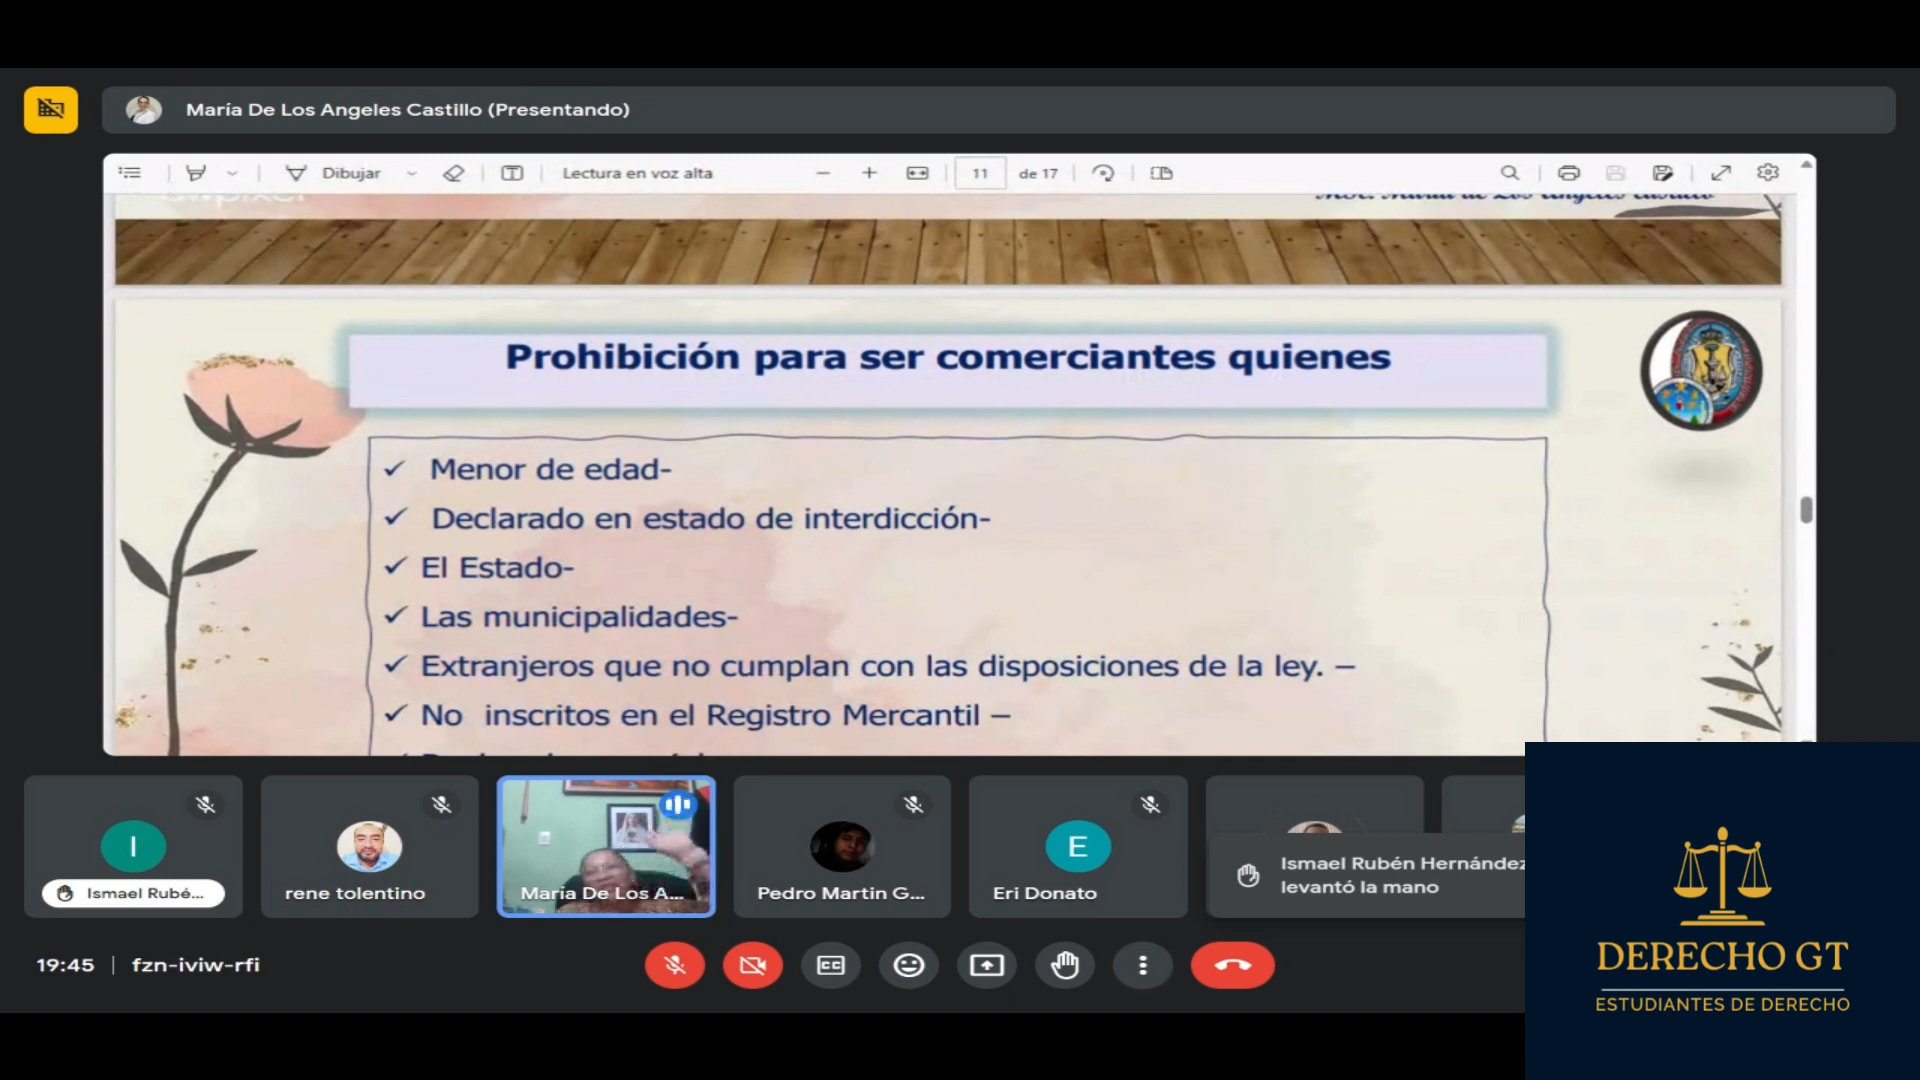 María De Los Angeles Castillo (Presentando)
Dibujar
Lectura en voz alta
11
de 17
Prohibición para ser comerciantes quienes
✓ Menor de edad-
✓ Declarado en estado de interdicción-
✓ El Estado-
✓ Las municipalidades-
✓ Extranjeros que no cumplan con las disposiciones de la ley. –
✓ No inscritos en el Registro Mercantil –
I
Ismael Rubé...
rene tolentino
María De Los A...
Pedro Martin G...
E
Eri Donato
Ismael Rubén Hernández
levantó la mano
19:45 | fzn-iviw-rfi
CC
DERECHO GT
ESTUDIANTES DE DERECHO